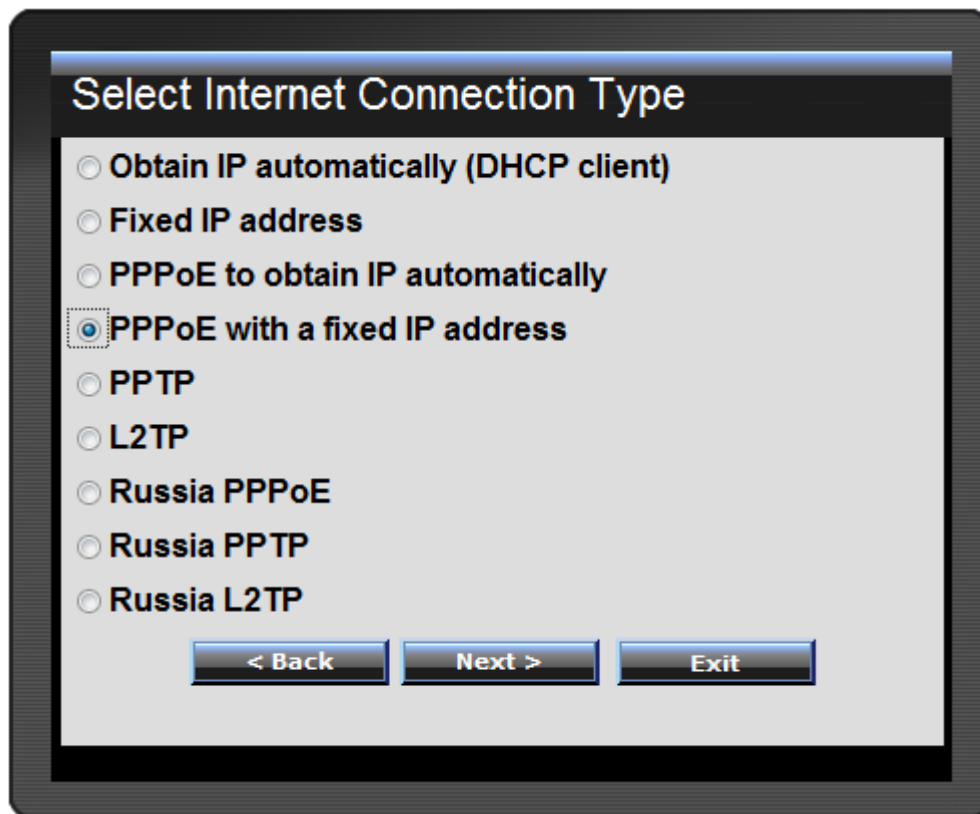 Select Internet Connection Type
Obtain IP automatically (DHCP client)
Fixed IP address
PPPoE to obtain IP automatically
PPPoE with a fixed IP address
PPTP
L2TP
Russia PPPoE
Russia PPTP
Russia L2TP
< Back Next > Exit